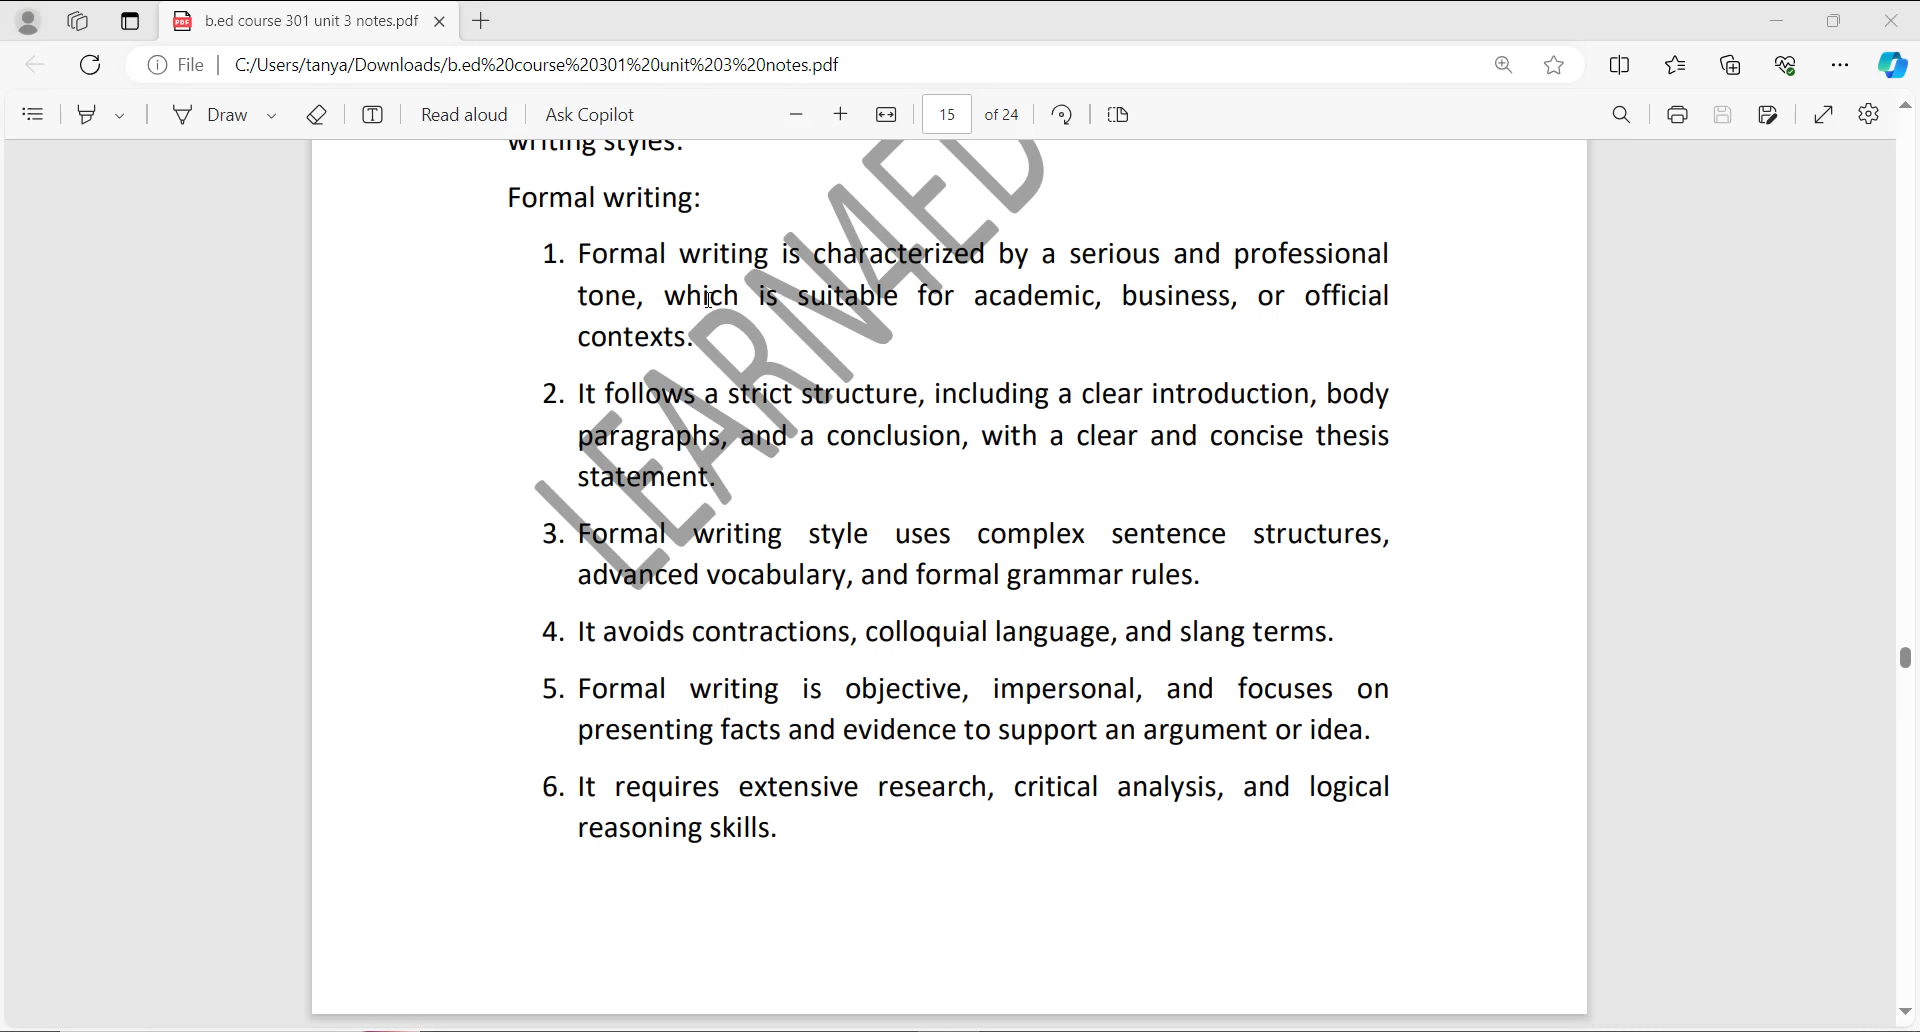 b.ed course 301 unit 3 notes.pdf
File
C:/Users/tanya/Downloads/b.ed%20course%20301%20unit%203%20notes.pdf
Draw
Read aloud
Ask Copilot
15 of 24
writing styles:
Formal writing:
1. Formal writing is characterized by a serious and professional
tone, which is suitable for academic, business, or official
contexts.
2. It follows a strict structure, including a clear introduction, body
paragraphs, and a conclusion, with a clear and concise thesis
statement.
3. Formal writing style uses complex sentence structures,
advanced vocabulary, and formal grammar rules.
4. It avoids contractions, colloquial language, and slang terms.
5. Formal writing is objective, impersonal, and focuses on
presenting facts and evidence to support an argument or idea.
6. It requires extensive research, critical analysis, and logical
reasoning skills.
LEARN4ED